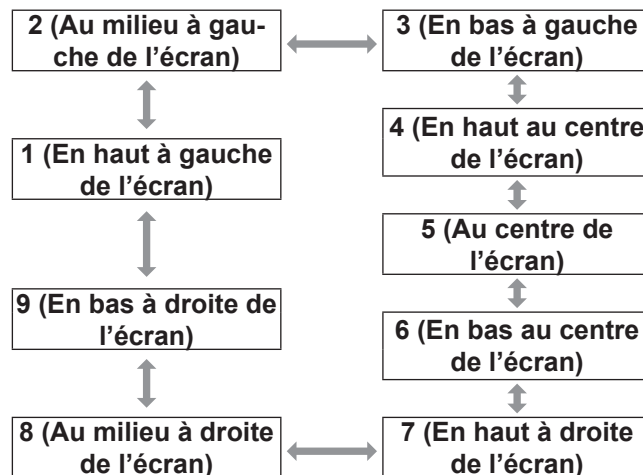 2 (Au milieu à gau-
che de l'écran)
3 (En bas à gauche
de l'écran)
4 (En haut au centre
de l'écran)
1 (En haut à gauche
de l'écran)
5 (Au centre de
l'écran)
9 (En bas à droite de
l'écran)
6 (En bas au centre
de l'écran)
8 (Au milieu à droite
de l'écran)
7 (En haut à droite
de l'écran)